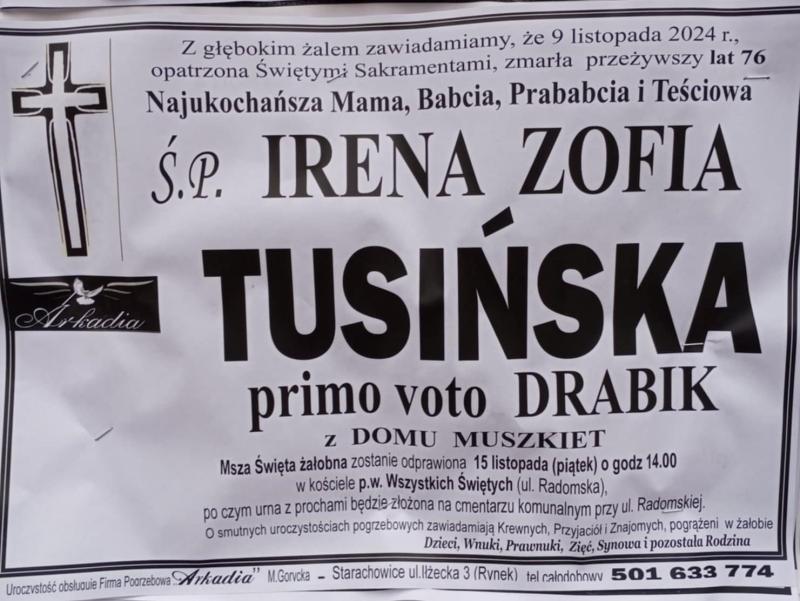 Z głębokim żalem zawiadamiamy, że 9 listopada 2024 r.,
opatrzona Świętymi Sakramentami, zmarła przeżywszy lat 76
Najukochańsza Mama, Babcia, Prababcia i Teściowa
Ś.P. IRENA ZOFIA
TUSIŃSKA
Arkadia
primo voto DRABIK
z DOMU MUSZKIET
Msza Święta żałobna zostanie odprawiona 15 listopada (piątek) o godz 14.00
w kościele p.w. Wszystkich Świętych (ul. Radomska),
po czym urna z prochami będzie złożona na cmentarzu komunalnym przy ul. Radomskiej.
O smutnych uroczystościach pogrzebowych zawiadamiają Krewnych, Przyjaciół i Znajomych, pogrążeni w żałobie
Dzieci, Wnuki, Prawnuki, Zięć, Synowa i pozostała Rodzina
Uroczystość obsługuje Firma Pogrzebowa „Arkadia” M.Gorycka – Starachowice ul.Iłżecka 3 (Rynek) tel całodobowy 501 633 774